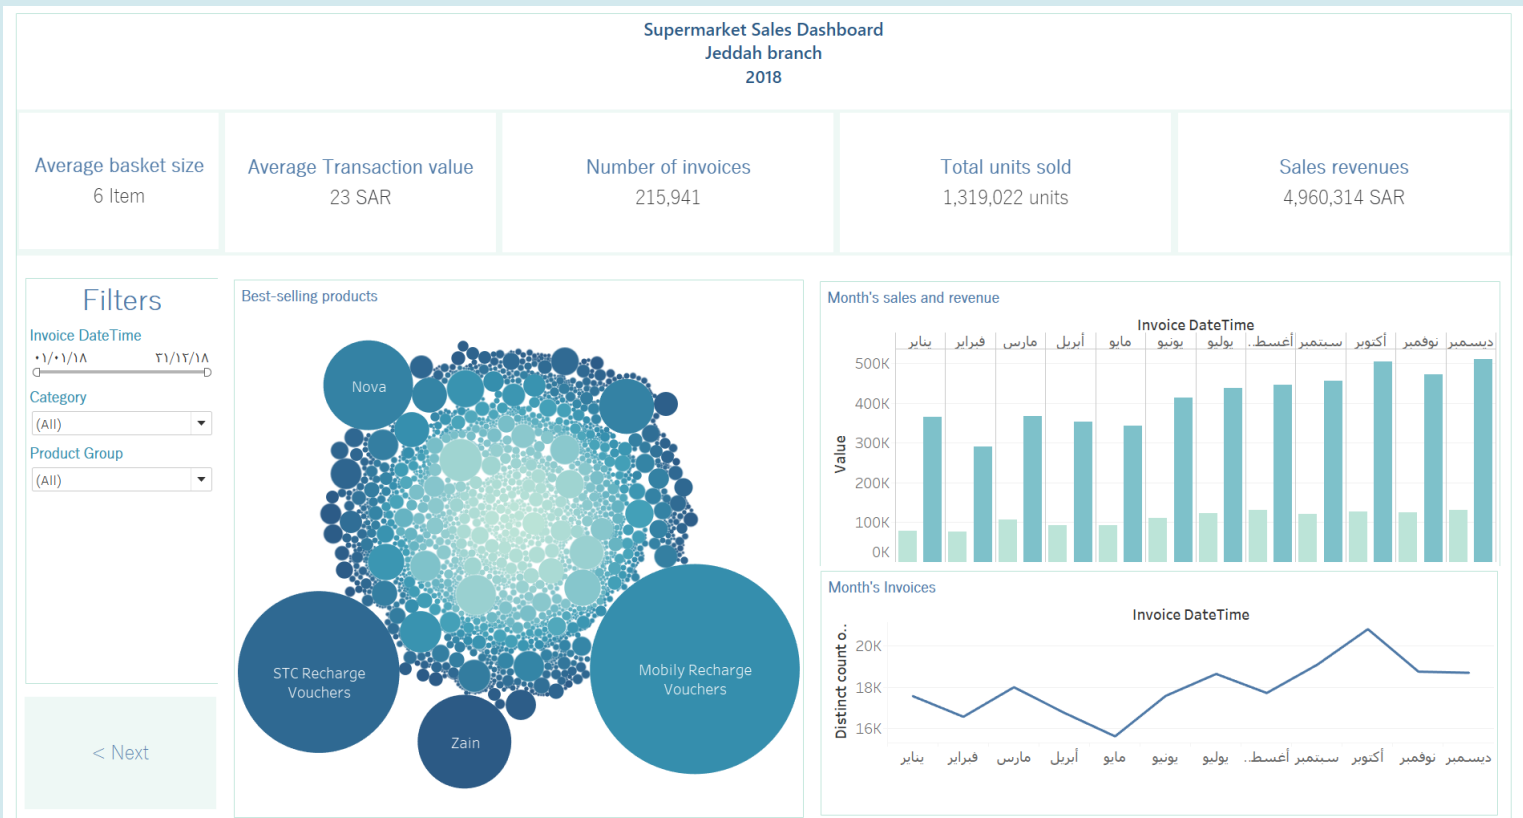 Supermarket Sales Dashboard
Jeddah branch
2018
Average basket size
6 Item
Average Transaction value
23 SAR
Number of invoices
215,941
Total units sold
1,319,022 units
Sales revenues
4,960,314 SAR
Filters
Invoice DateTime
٠١/٠١/١٨ ٣١/١٢/١٨
Category
(All)
Product Group
(All)
< Next
Best-selling products
Nova
STC Recharge
Vouchers
Mobily Recharge
Vouchers
Zain
Month's sales and revenue
Invoice DateTime
يناير فبراير مارس أبريل مايو يونيو يوليو أغسط.. سبتمبر أكتوبر نوفمبر ديسمبر
Value
500K
400K
300K
200K
100K
0K
Month's Invoices
Invoice DateTime
Distinct count o..
20K
18K
16K
يناير فبراير مارس أبريل مايو يونيو يوليو أغسط.. سبتمبر أكتوبر نوفمبر ديسمبر